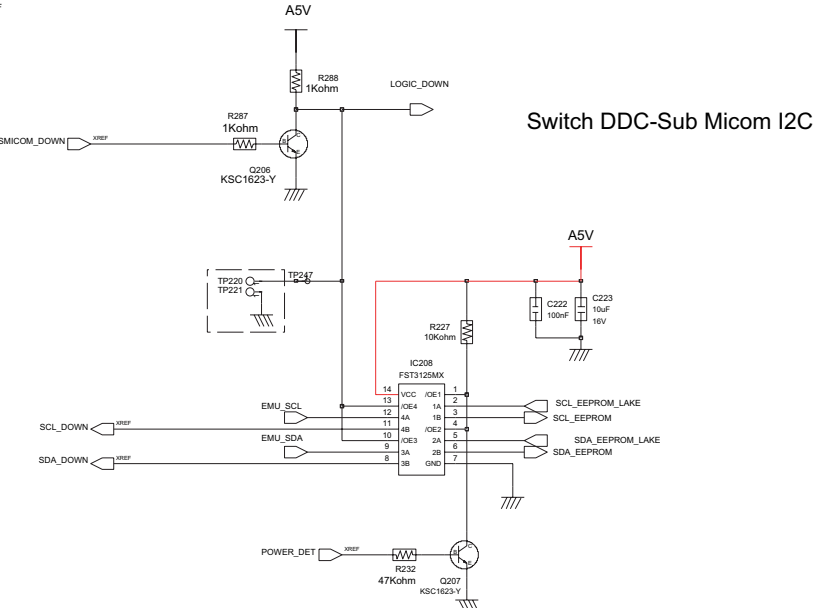 A5V
R288
1Kohm
LOGIC_DOWN
R287
1Kohm
Switch DDC-Sub Micom I2C
SMICOM_DOWN
XREF
B
C
E
Q206
KSC1623-Y
A5V
TP220
TP247
TP221
C222
100nF
C223
10uF
16V
R227
10Kohm
IC208
FST3125MX
14 VCC /OE1 1
13 /OE4 1A 2
12 4A 1B 3
11 4B /OE2 4
10 /OE3 2A 5
9 3A 2B 6
8 3B GND 7
EMU_SCL
SCL_EEPROM_LAKE
SCL_EEPROM
SCL_DOWN
XREF
EMU_SDA
SDA_EEPROM_LAKE
SDA_EEPROM
SDA_DOWN
XREF
POWER_DET
XREF
B
C
E
R232
47Kohm
Q207
KSC1623-Y